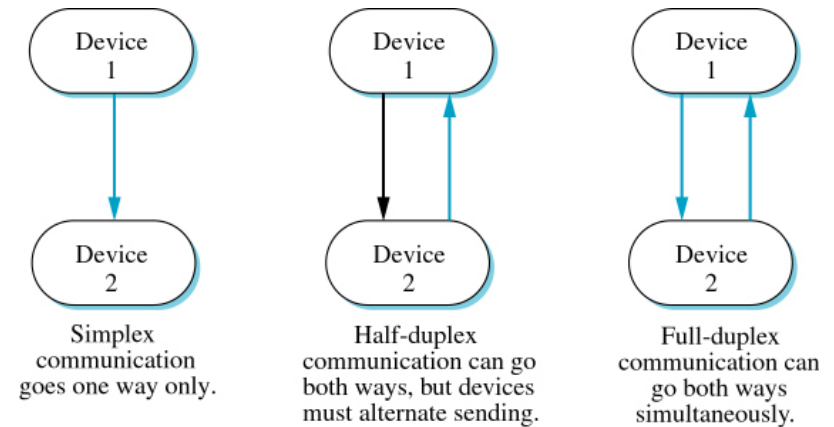 Device
1
Device
2
Simplex
communication
goes one way only.
Device
1
Device
2
Half-duplex
communication can go
both ways, but devices
must alternate sending.
Device
1
Device
2
Full-duplex
communication can
go both ways
simultaneously.